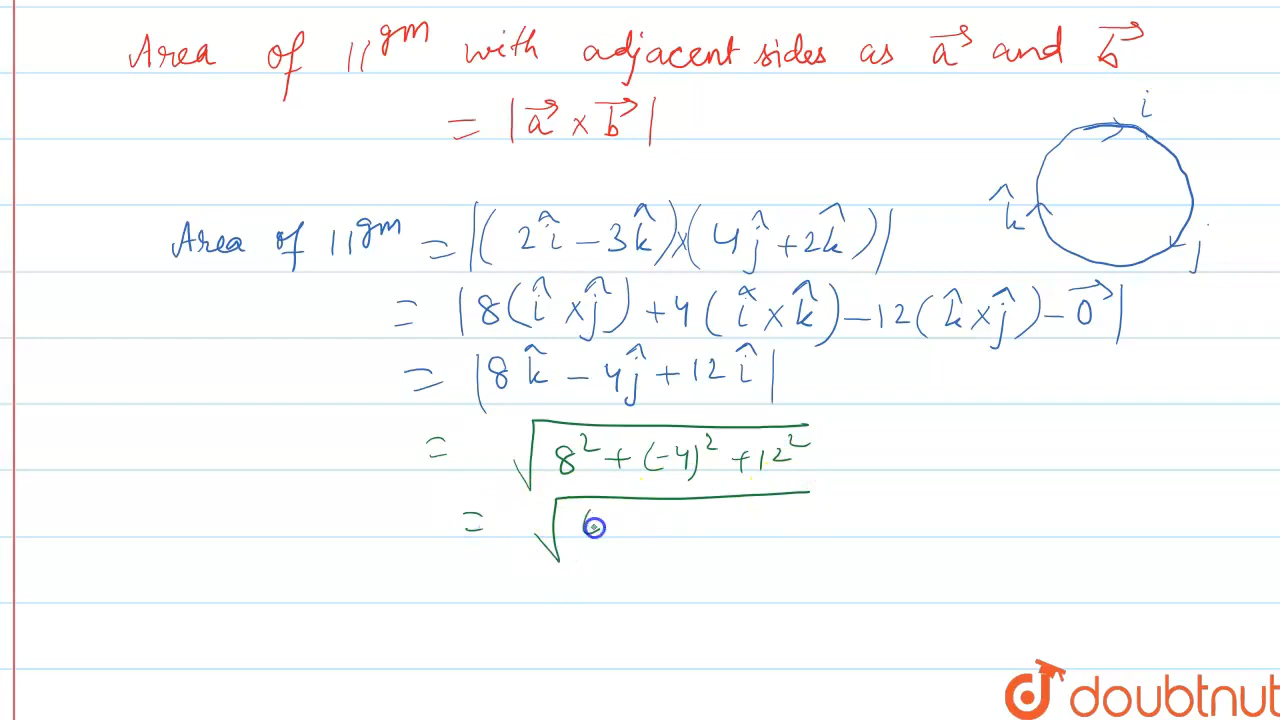 Area of ||gm with adjacent sides as a⃗ and b⃗
= |a⃗ × b⃗|
i
k̂
j
Area of ||gm = |(2î − 3k̂) × (4ĵ + 2k̂)|
= |8(î × ĵ) + 4(î × k̂) − 12(k̂ × ĵ) − 0⃗|
= |8k̂ − 4ĵ + 12î|
= √(8² + (−4)² + 12²)
= √6
doubtnut